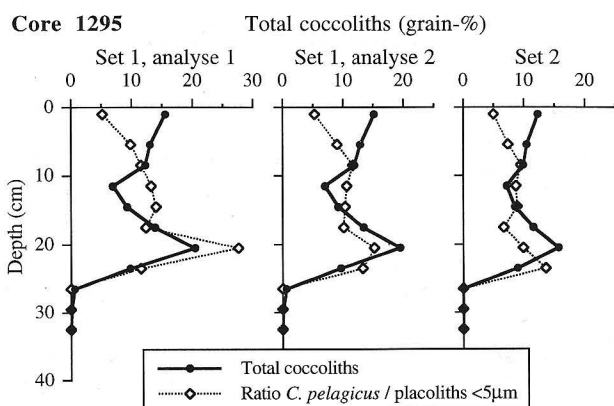 Core 1295 Total coccoliths (grain-%)
Set 1, analyse 1 Set 1, analyse 2 Set 2
0 10 20 30 0 10 20 0 10 20
0
10
20
30
40
Depth (cm)
Total coccoliths
Ratio C. pelagicus / placoliths <5µm